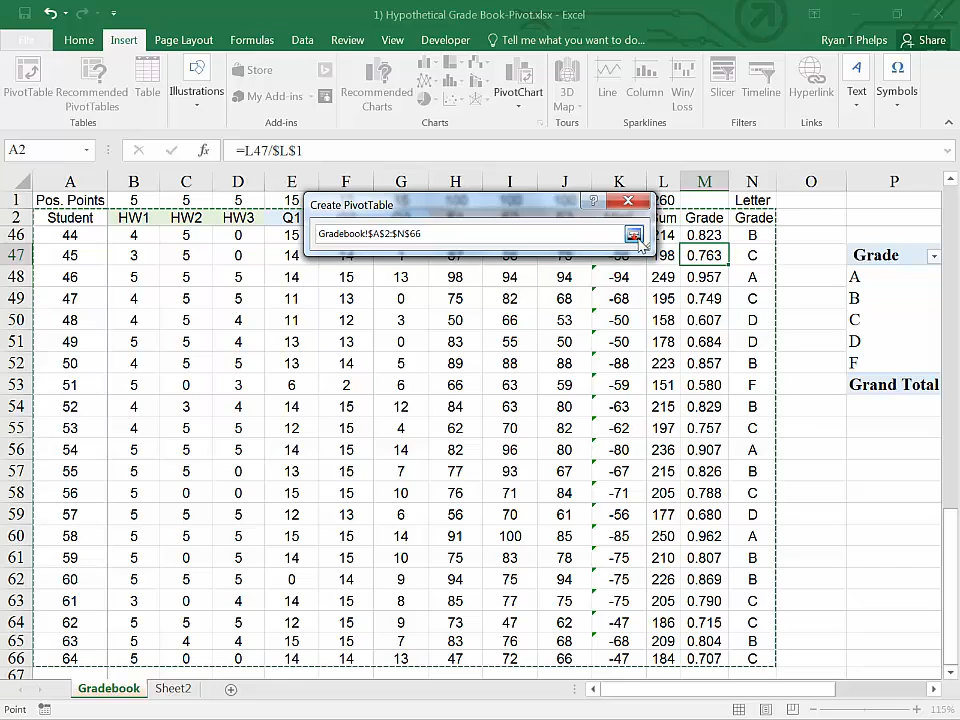 1) Hypothetical Grade Book-Pivot.xlsx - Excel
File Home Insert Page Layout Formulas Data Review View Developer Tell me what you want to do... Ryan T Phelps Share
PivotTable Recommended PivotTables Table Illustrations Store My Add-ins Recommended Charts PivotChart 3D Map Line Column Win/Loss Slicer Timeline Hyperlink Text Symbols
Tables Add-ins Charts Tours Sparklines Filters Links
A2 fx =L47/$L$1
A B C D E F G H I J K L M N O P
1 Pos. Points 5 5 5 15 260 Letter
2 Student HW1 HW2 HW3 Q1 Grade Grade
Create PivotTable ?
Gradebook!$A$2:$N$66
46 44 4 5 0 15 0.823 B
47 45 3 5 0 14 198 0.763 C Grade
48 46 5 5 5 14 15 13 98 94 94 -94 249 0.957 A A
49 47 4 5 5 11 13 0 75 82 68 -68 195 0.749 C B
50 48 4 5 4 11 12 3 50 66 53 -50 158 0.607 D C
51 49 5 5 4 13 13 0 83 55 50 -50 178 0.684 D D
52 50 4 5 5 13 14 5 89 88 88 -88 223 0.857 B F
53 51 5 0 3 6 2 6 66 63 59 -59 151 0.580 F Grand Total
54 52 4 3 4 14 15 12 84 63 80 -63 215 0.829 B
55 53 4 5 5 12 15 4 62 70 82 -62 197 0.757 C
56 54 5 5 5 14 15 14 82 96 80 -80 236 0.907 A
57 55 5 5 0 13 15 7 77 93 67 -67 215 0.826 B
58 56 5 0 0 15 15 10 76 71 84 -71 205 0.788 C
59 57 5 5 5 12 13 6 56 70 61 -56 177 0.680 D
60 58 5 5 5 15 15 14 91 100 85 -85 250 0.962 A
61 59 5 0 5 14 15 10 75 83 78 -75 210 0.807 B
62 60 5 5 5 0 14 9 94 75 94 -75 226 0.869 B
63 61 3 0 4 14 15 8 85 77 75 -75 205 0.790 C
64 62 5 5 5 12 15 9 73 47 62 -47 186 0.715 C
65 63 5 4 4 15 15 7 83 76 68 -68 209 0.804 B
66 64 5 0 0 14 14 13 47 72 66 -47 184 0.707 C
67
Gradebook Sheet2
Point 115%